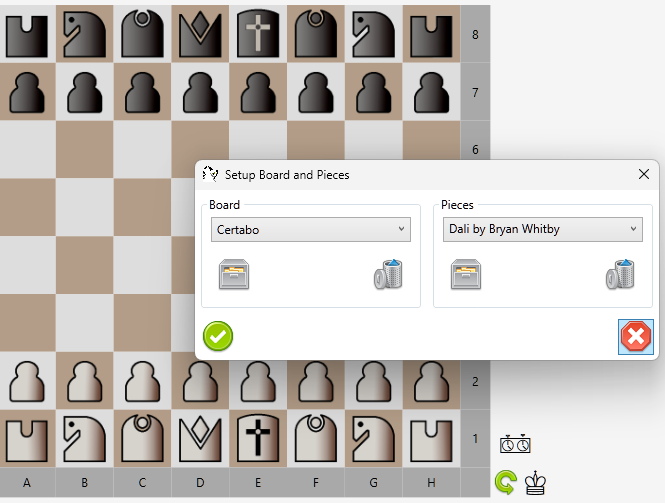 8
7
6
Setup Board and Pieces
Board
Pieces
Certabo
Dali by Bryan Whitby
2
1
A B C D E F G H